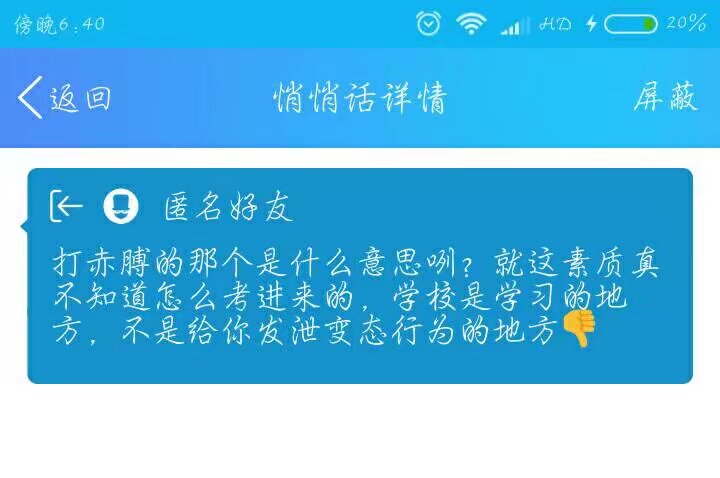 傍晚6:40 HD 20%
返回 悄悄话详情 屏蔽
匿名好友
打赤膊的那个是什么意思咧？就这素质真
不知道怎么考进来的，学校是学习的地
方，不是给你发泄变态行为的地方👎